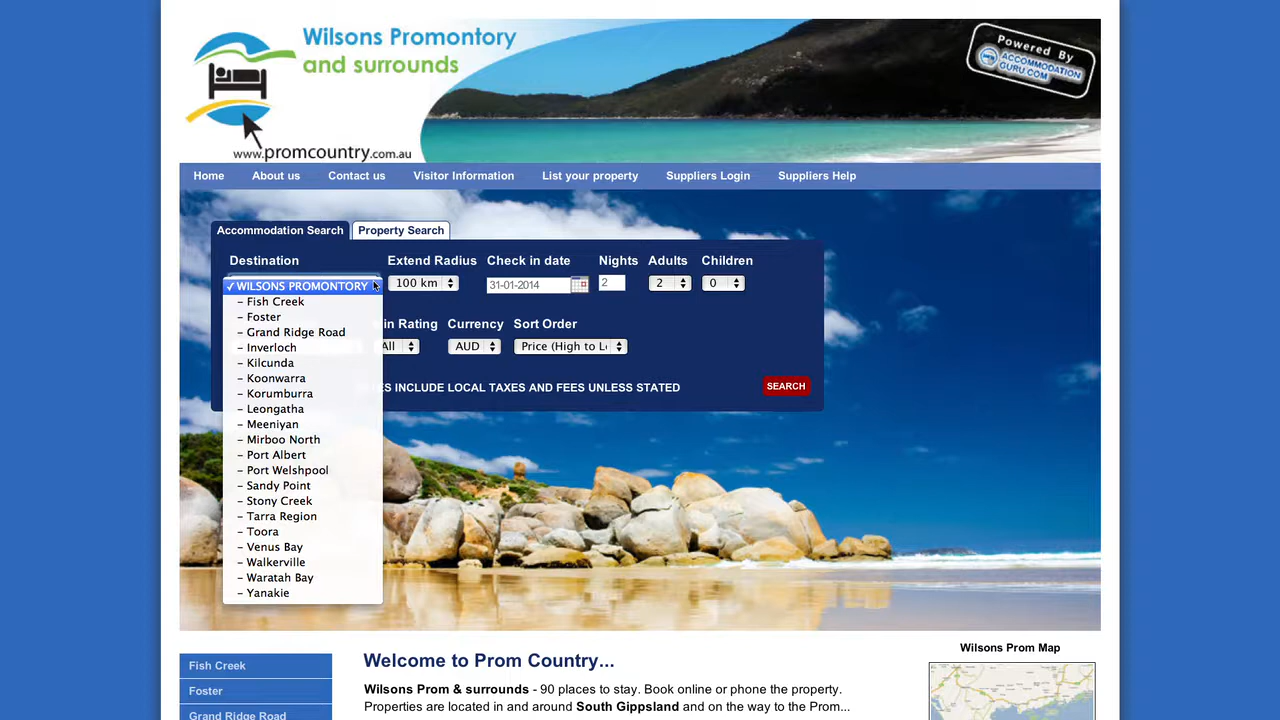 Wilsons Promontory
and surrounds
www.promcountry.com.au
Powered By
ACCOMMODATION
GURU.COM
Home About us Contact us Visitor Information List your property Suppliers Login Suppliers Help
Accommodation Search Property Search
Destination Extend Radius Check in date Nights Adults Children
✓ WILSONS PROMONTORY 100 km 31-01-2014 2 2 0
– Fish Creek
– Foster
– Grand Ridge Road
– Inverloch
– Kilcunda
– Koonwarra
– Korumburra
– Leongatha
– Meeniyan
– Mirboo North
– Port Albert
– Port Welshpool
– Sandy Point
– Stony Creek
– Tarra Region
– Toora
– Venus Bay
– Walkerville
– Waratah Bay
– Yanakie
in Rating Currency Sort Order
All AUD Price (High to L
ES INCLUDE LOCAL TAXES AND FEES UNLESS STATED SEARCH
Fish Creek
Foster
Grand Ridge Road
Welcome to Prom Country...
Wilsons Prom & surrounds - 90 places to stay. Book online or phone the property.
Properties are located in and around South Gippsland and on the way to the Prom...
Wilsons Prom Map